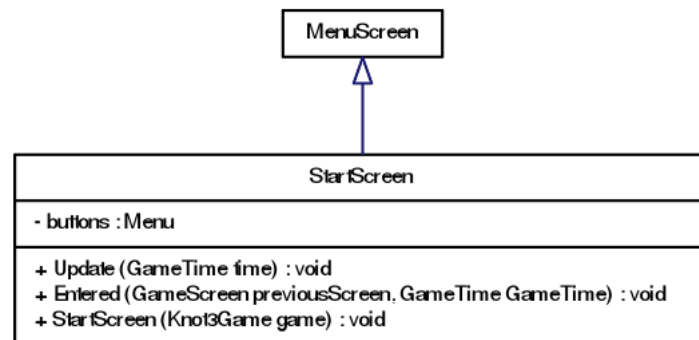 MenuScreen
StartScreen
- buttons : Menu
+ Update (GameTime time) : void
+ Entered (GameScreen previousScreen, GameTime GameTime) : void
+ StartScreen (Knot3Game game) : void